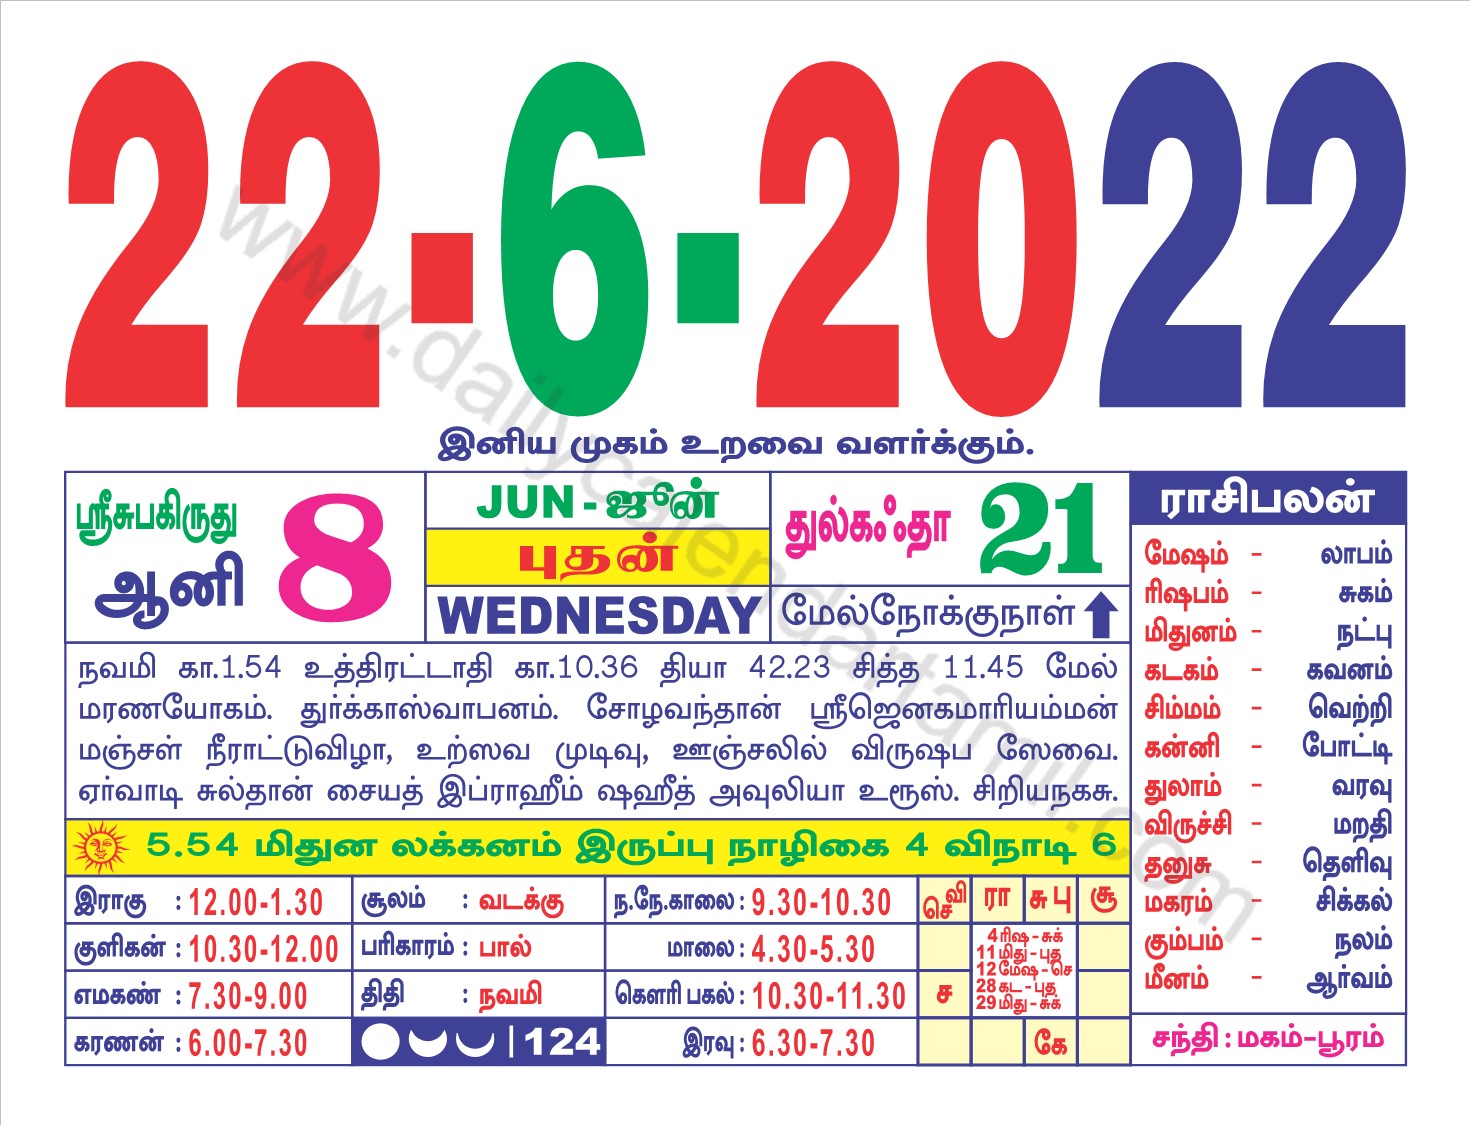 22-6-2022
இனிய முகம் உறவை வளர்க்கும்.
ஸ்ரீசுபகிருது
ஆனி 8
JUN - ஜூன்
புதன்
WEDNESDAY
துல்கஃதா 21
மேல்நோக்குநாள்
நவமி கா.1.54 உத்திரட்டாதி கா.10.36 தியா 42.23 சித்த 11.45 மேல்
மரணயோகம். துர்க்காஸ்வாபனம். சோழவந்தான் ஸ்ரீஜெனகமாரியம்மன்
மஞ்சள் நீராட்டுவிழா, உற்ஸவ முடிவு, ஊஞ்சலில் விருஷப ஸேவை.
ஏர்வாடி சுல்தான் சையத் இப்ராஹீம் ஷஹீத் அவுலியா உரூஸ். சிறியநகசு.
5.54 மிதுன லக்கனம் இருப்பு நாழிகை 4 விநாடி 6
இராகு : 12.00-1.30
குளிகன் : 10.30-12.00
எமகண் : 7.30-9.00
கரணன் : 6.00-7.30
சூலம் : வடக்கு
பரிகாரம் : பால்
திதி : நவமி
| 124
ந.நே.காலை : 9.30-10.30
மாலை : 4.30-5.30
கௌரி பகல் : 10.30-11.30
இரவு : 6.30-7.30
செ வி ரா சு பு சூ
4 ரிஷ - சுக்
11 மிது - புத
12 மேஷ - செ
28 கட - புத
29 மிது - சுக்
ச
கே
ராசிபலன்
மேஷம் - லாபம்
ரிஷபம் - சுகம்
மிதுனம் - நட்பு
கடகம் - கவனம்
சிம்மம் - வெற்றி
கன்னி - போட்டி
துலாம் - வரவு
விருச்சி - மறதி
தனுசு - தெளிவு
மகரம் - சிக்கல்
கும்பம் - நலம்
மீனம் - ஆர்வம்
சந்தி : மகம்-பூரம்
www.dailycalendartamil.com